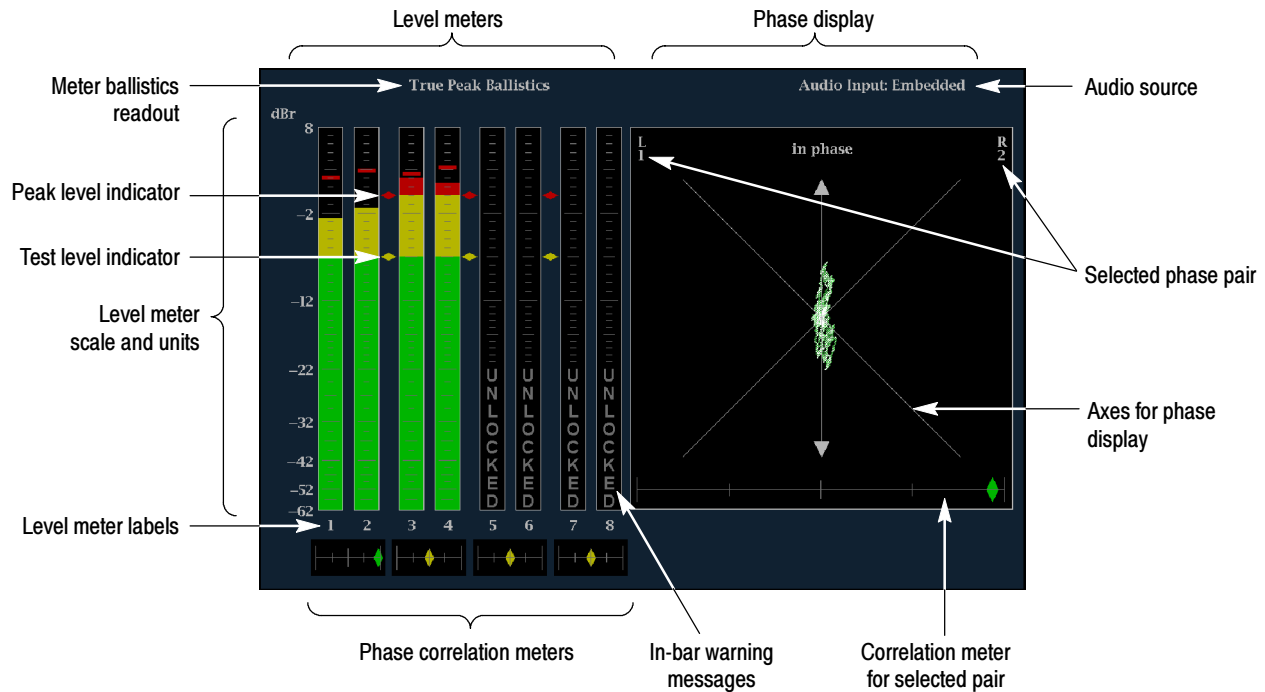 Level meters
Phase display
Meter ballistics
readout
True Peak Ballistics
Audio Input: Embedded
Audio source
dBr
8
–2
–12
–22
–32
–42
–52
–62
L
1
in phase
R
2
Peak level indicator
Test level indicator
Level meter
scale and units
Selected phase pair
UNLOCKED
UNLOCKED
UNLOCKED
UNLOCKED
Axes for phase
display
Level meter labels
1 2 3 4 5 6 7 8
Phase correlation meters
In-bar warning
messages
Correlation meter
for selected pair